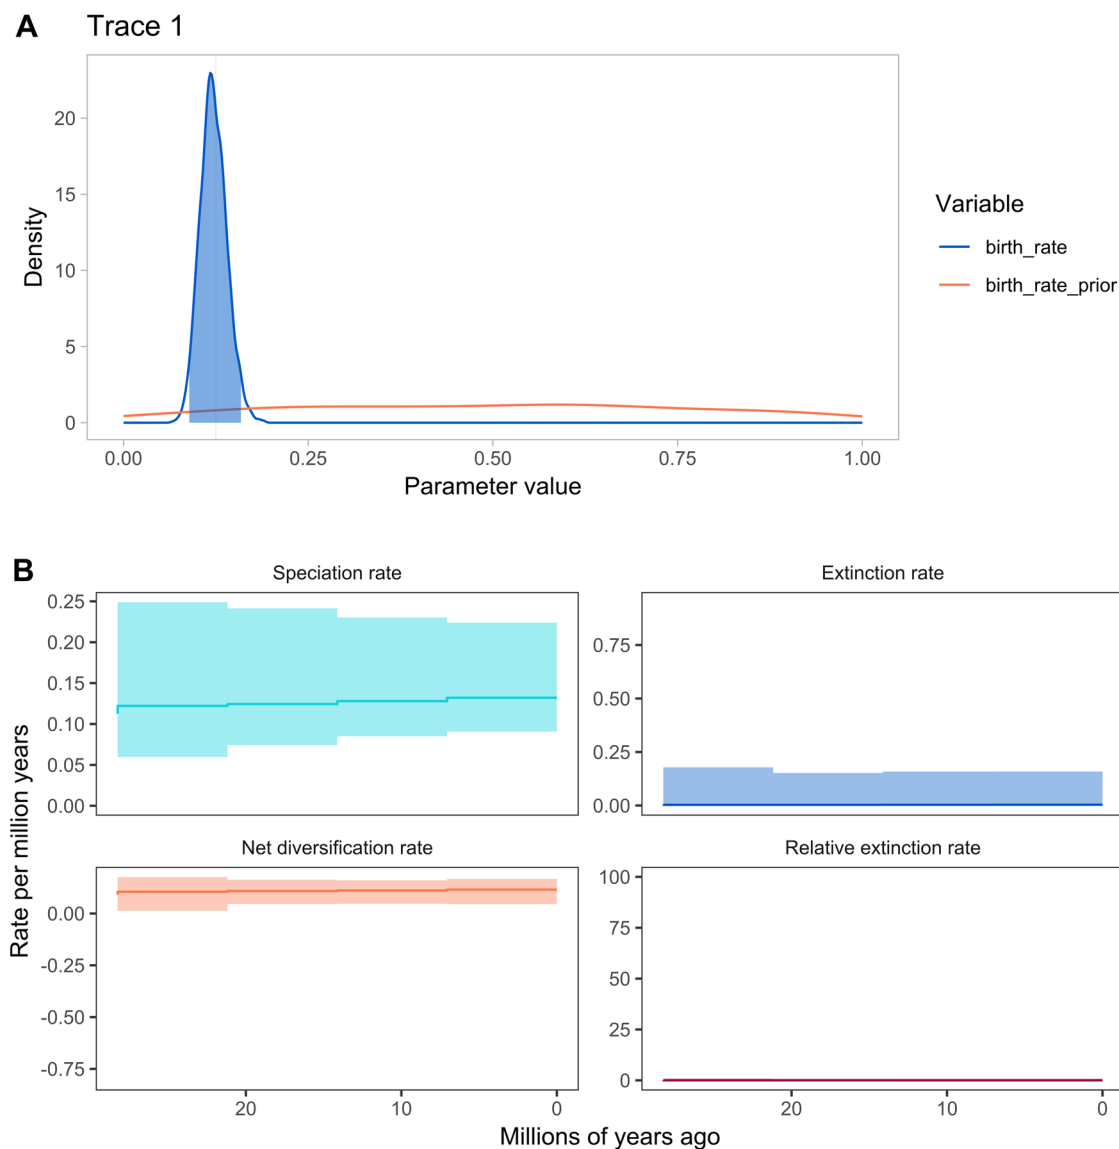 A Trace 1
20
15
10
5
0
Density
0.00 0.25 0.50 0.75 1.00
Parameter value
Variable
birth_rate
birth_rate_prior
B
Speciation rate
0.25
0.20
0.15
0.10
0.05
0.00
Extinction rate
0.75
0.50
0.25
0.00
Net diversification rate
0.00
-0.25
-0.50
-0.75
20 10 0
Relative extinction rate
100
75
50
25
0
20 10 0
Rate per million years
Millions of years ago